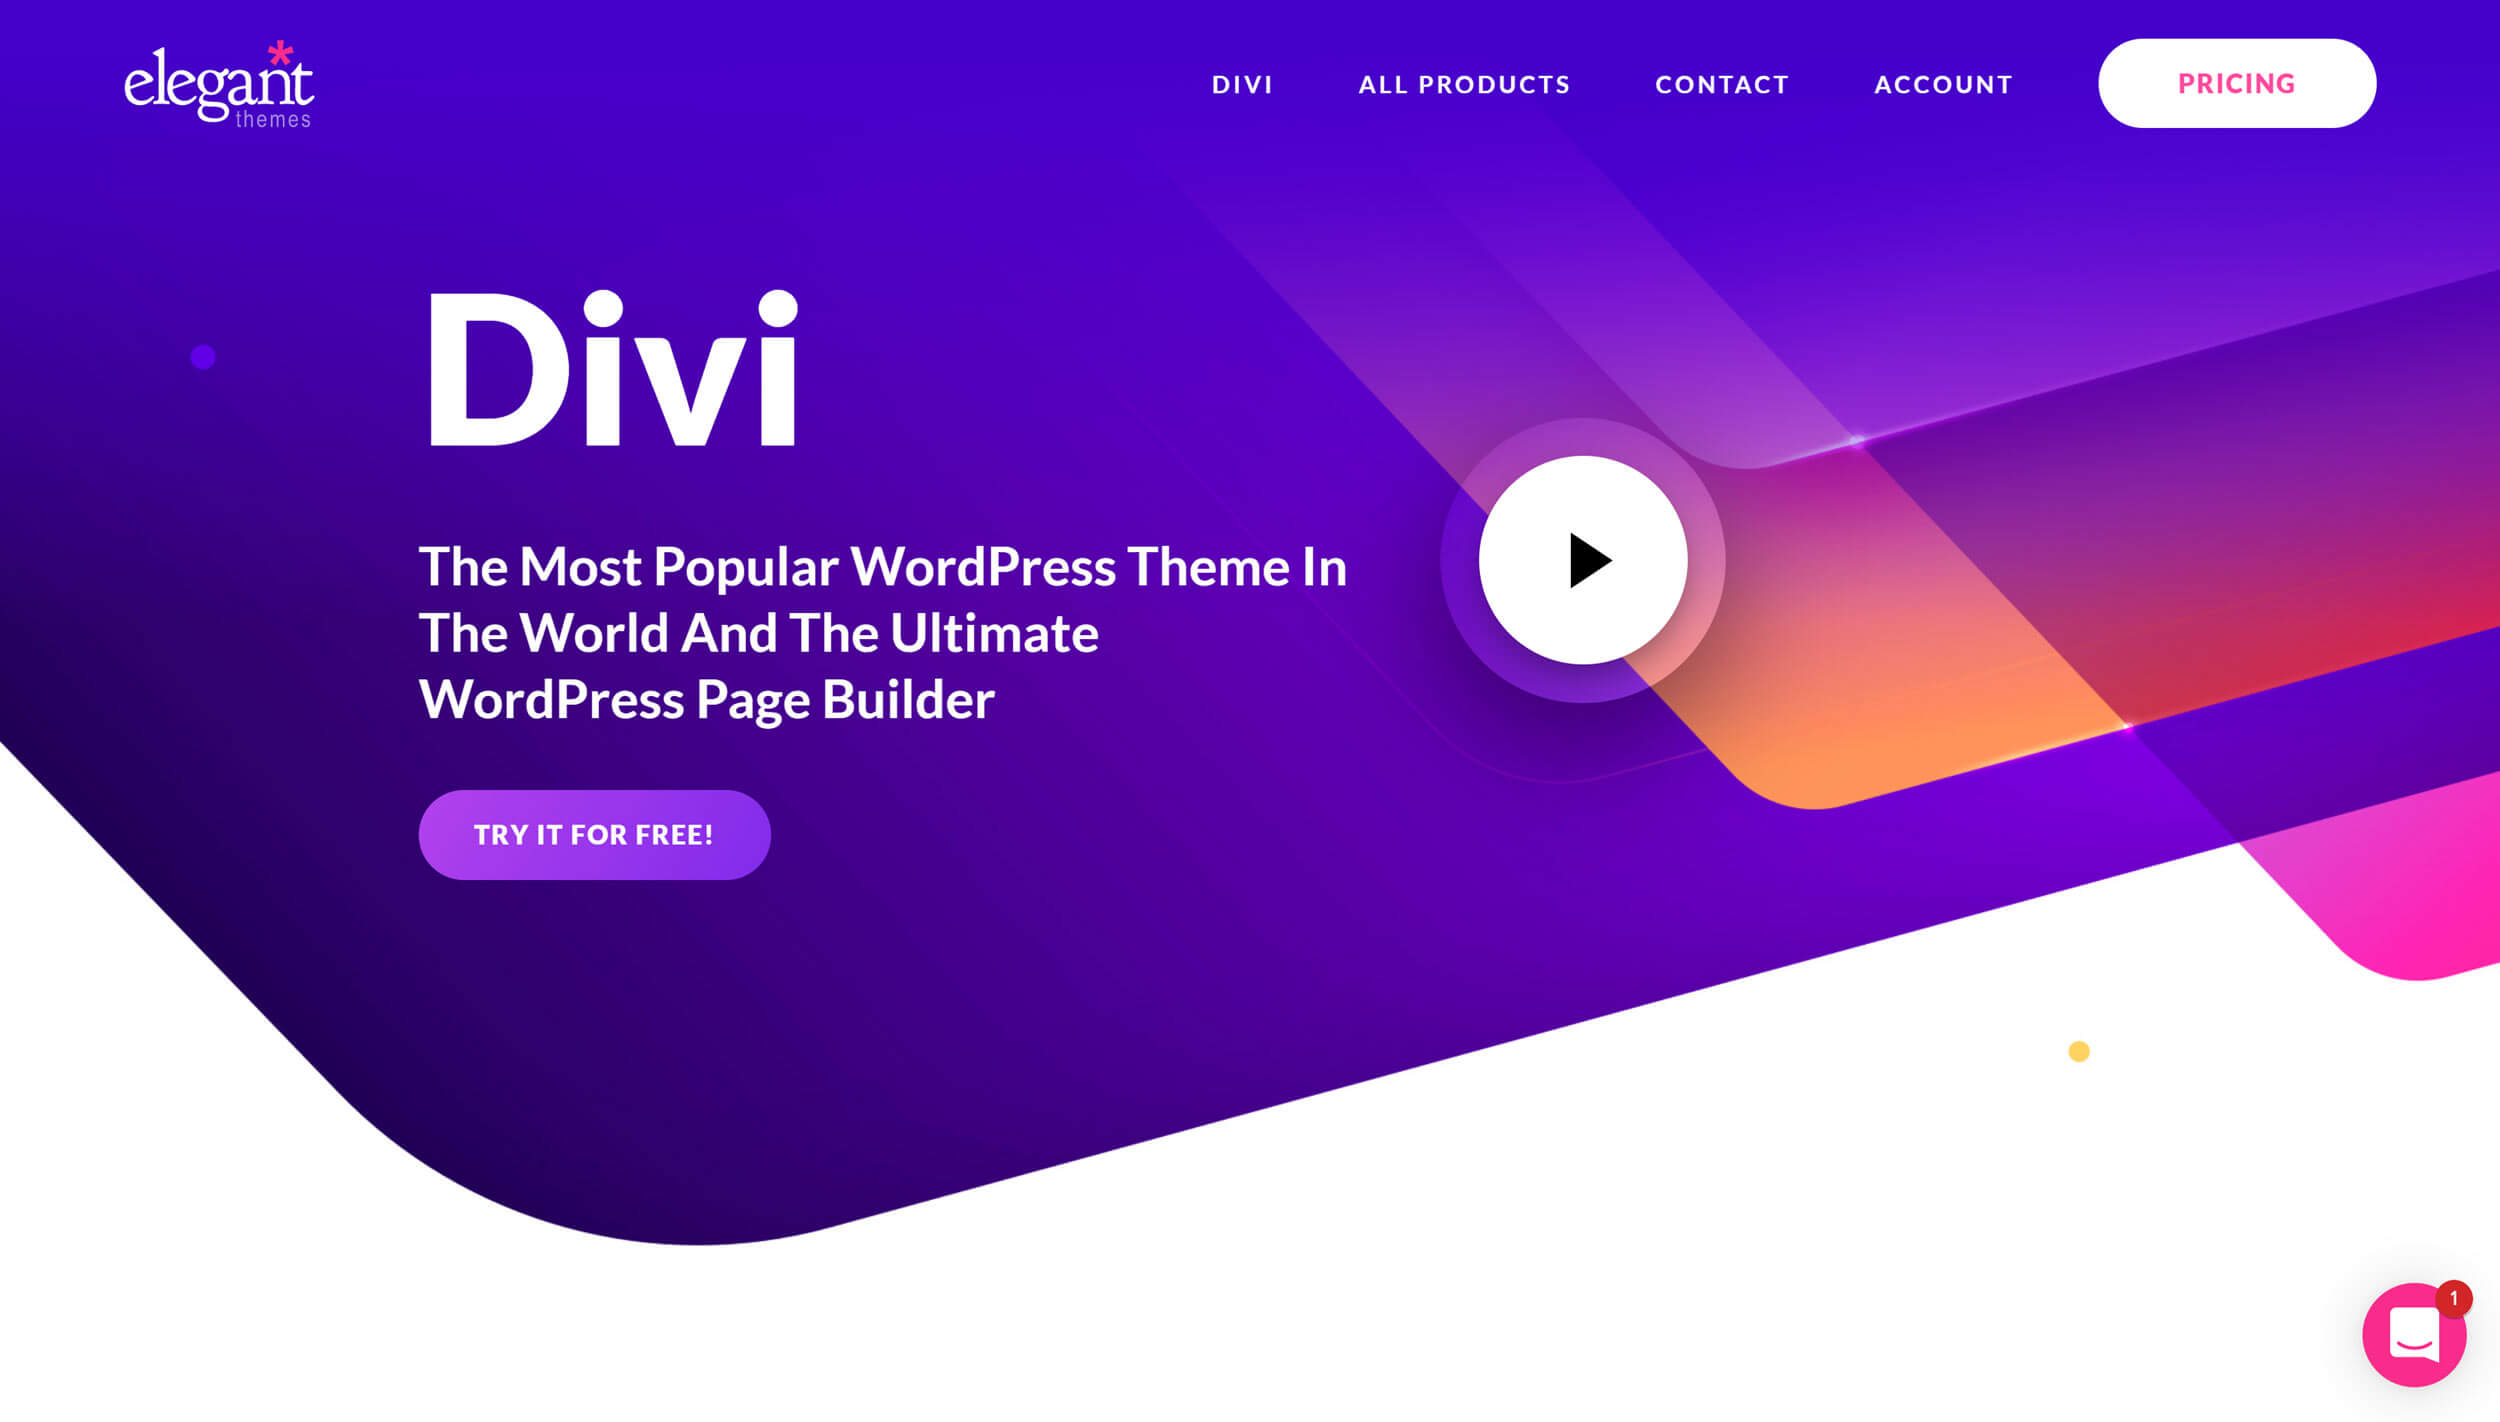 elegant
themes
DIVI
ALL PRODUCTS
CONTACT
ACCOUNT
PRICING
Divi
The Most Popular WordPress Theme In
The World And The Ultimate
WordPress Page Builder
TRY IT FOR FREE!
1